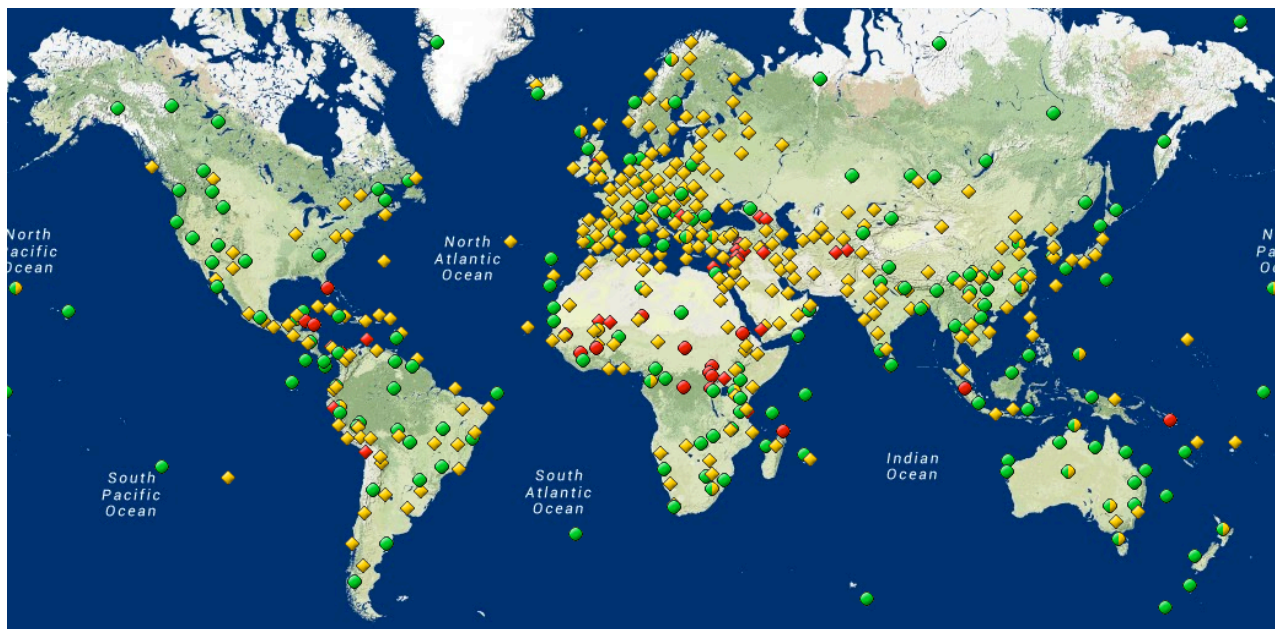 North
Pacific
Ocean
North
Atlantic
Ocean
South
Pacific
Ocean
South
Atlantic
Ocean
Indian
Ocean